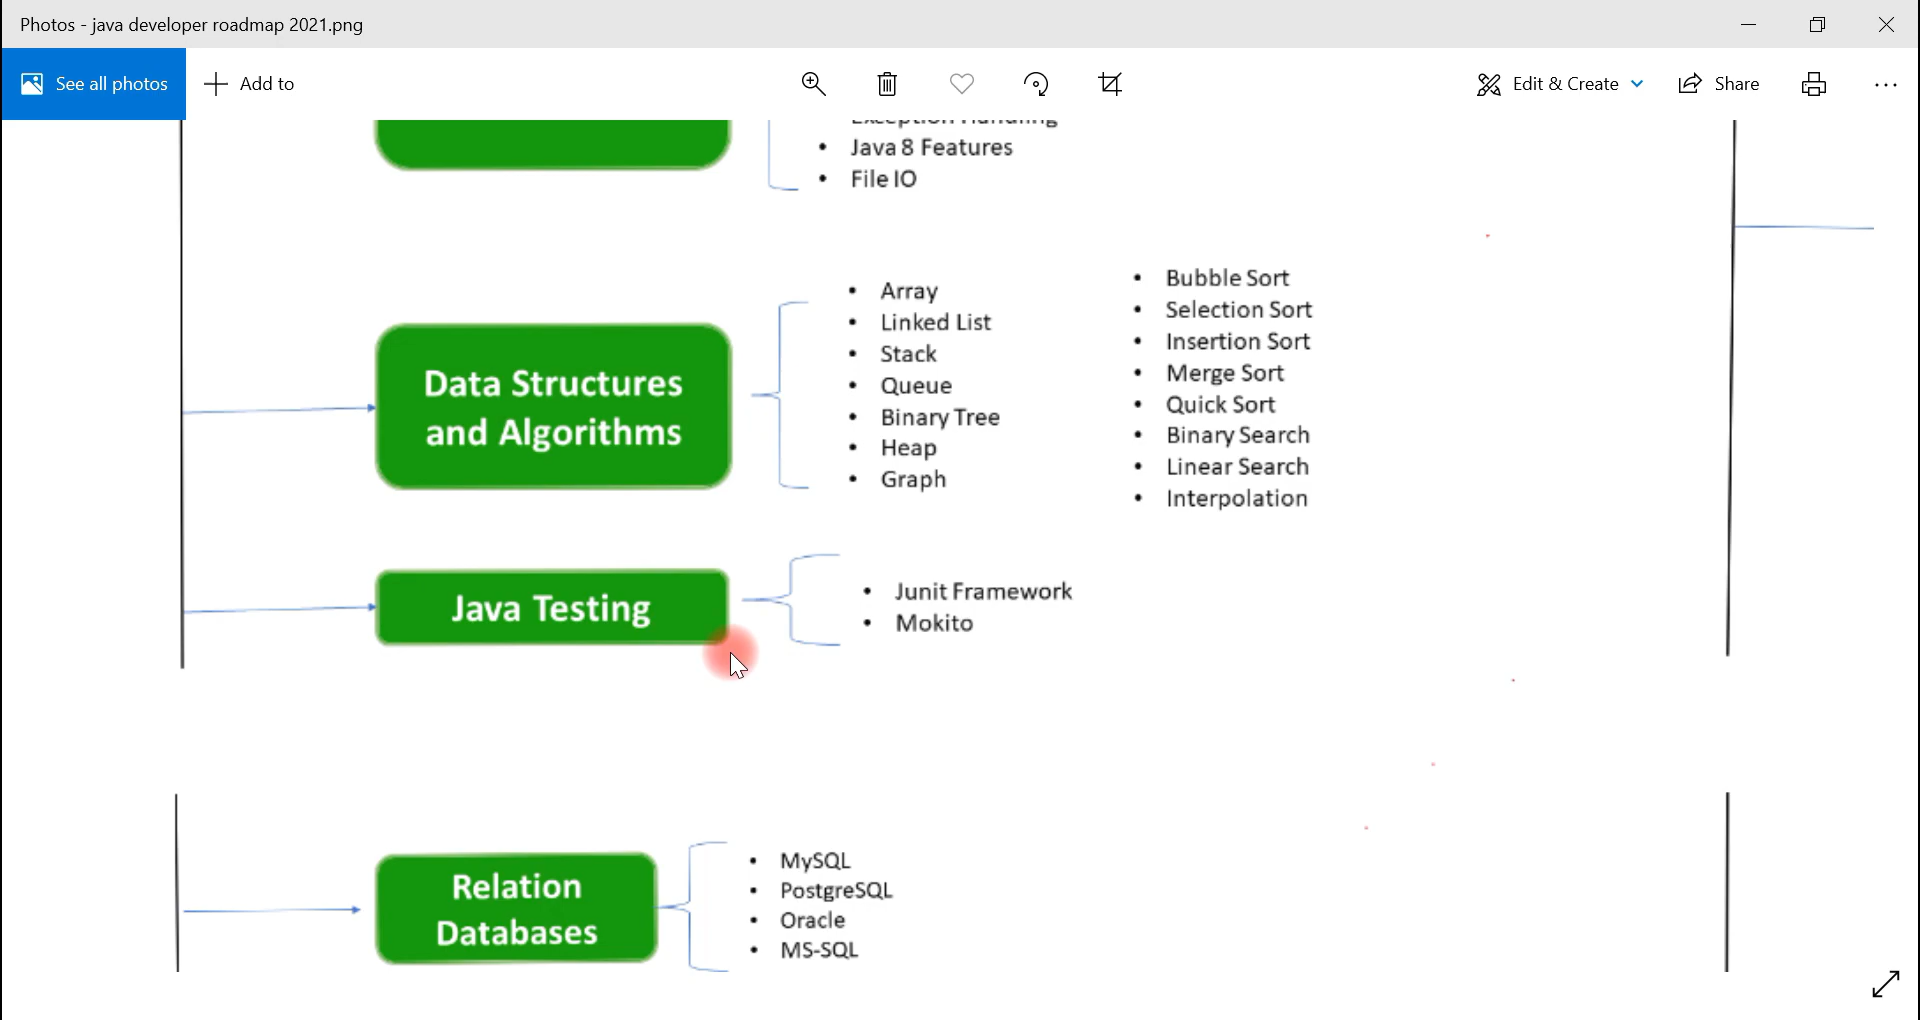 Photos - java developer roadmap 2021.png
See all photos
Add to
Edit & Create
Share
Exception Handling
• Java 8 Features
• File IO
Data Structures
and Algorithms
• Array
• Linked List
• Stack
• Queue
• Binary Tree
• Heap
• Graph
• Bubble Sort
• Selection Sort
• Insertion Sort
• Merge Sort
• Quick Sort
• Binary Search
• Linear Search
• Interpolation
Java Testing
• Junit Framework
• Mokito
Relation
Databases
• MySQL
• PostgreSQL
• Oracle
• MS-SQL